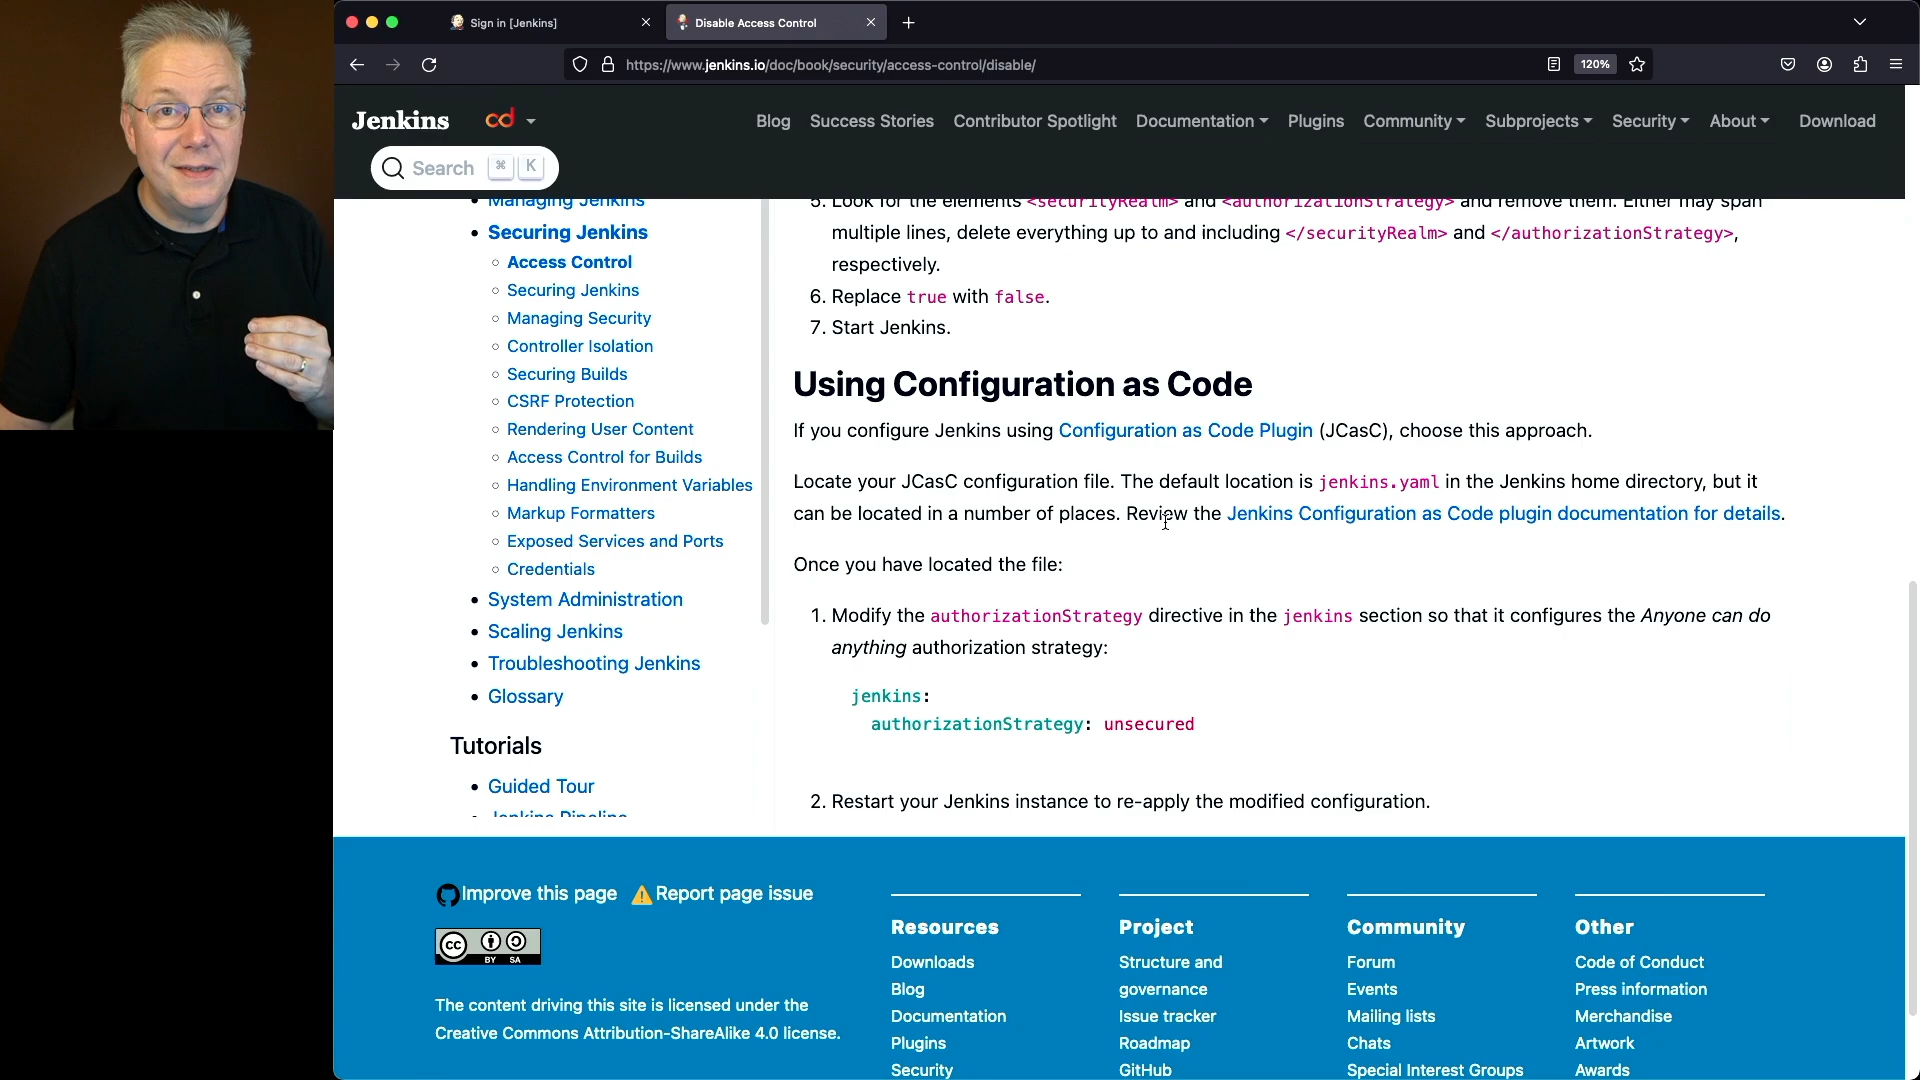 Sign in [Jenkins]
Disable Access Control
https://www.jenkins.io/doc/book/security/access-control/disable/
120%
Jenkins
cd
Blog
Success Stories
Contributor Spotlight
Documentation
Plugins
Community
Subprojects
Security
About
Download
Search ⌘ K
Managing Jenkins
Securing Jenkins
Access Control
Securing Jenkins
Managing Security
Controller Isolation
Securing Builds
CSRF Protection
Rendering User Content
Access Control for Builds
Handling Environment Variables
Markup Formatters
Exposed Services and Ports
Credentials
System Administration
Scaling Jenkins
Troubleshooting Jenkins
Glossary
Tutorials
Guided Tour
Jenkins Pipeline
5. Look for the elements <securityRealm> and <authorizationStrategy> and remove them. Either may span
multiple lines, delete everything up to and including </securityRealm> and </authorizationStrategy>,
respectively.
6. Replace true with false.
7. Start Jenkins.
Using Configuration as Code
If you configure Jenkins using Configuration as Code Plugin (JCasC), choose this approach.
Locate your JCasC configuration file. The default location is jenkins.yaml in the Jenkins home directory, but it
can be located in a number of places. Review the Jenkins Configuration as Code plugin documentation for details.
Once you have located the file:
1. Modify the authorizationStrategy directive in the jenkins section so that it configures the Anyone can do
anything authorization strategy:
jenkins:
authorizationStrategy: unsecured
2. Restart your Jenkins instance to re-apply the modified configuration.
Improve this page
Report page issue
cc BY SA
The content driving this site is licensed under the
Creative Commons Attribution-ShareAlike 4.0 license.
Resources
Downloads
Blog
Documentation
Plugins
Security
Project
Structure and
governance
Issue tracker
Roadmap
GitHub
Community
Forum
Events
Mailing lists
Chats
Special Interest Groups
Other
Code of Conduct
Press information
Merchandise
Artwork
Awards